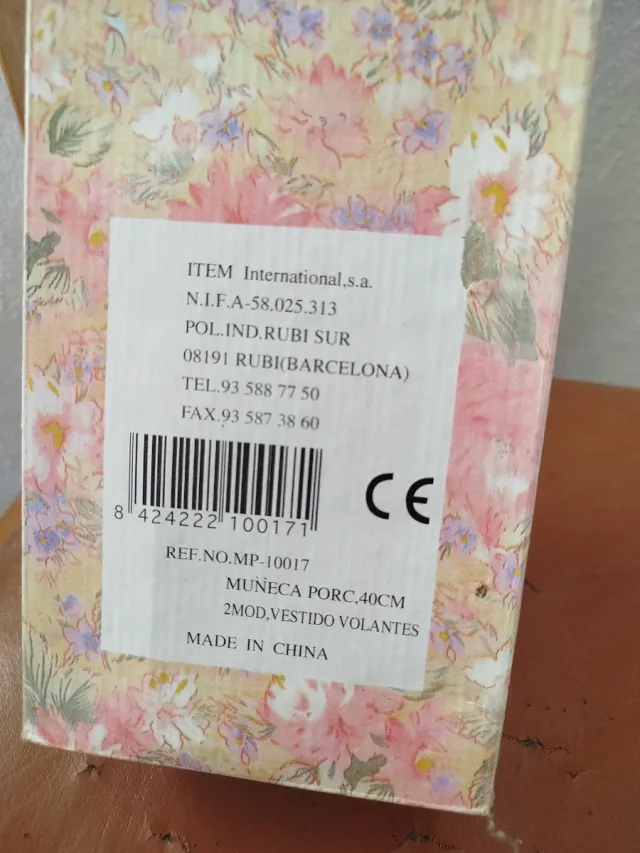 ITEM International,s.a.
N.I.F.A-58.025.313
POL.IND.RUBI SUR
08191 RUBI(BARCELONA)
TEL.93 588 77 50
FAX.93 587 38 60
CE
8 424222 100171
REF.NO.MP-10017
MUÑECA PORC,40CM
2MOD,VESTIDO VOLANTES
MADE IN CHINA